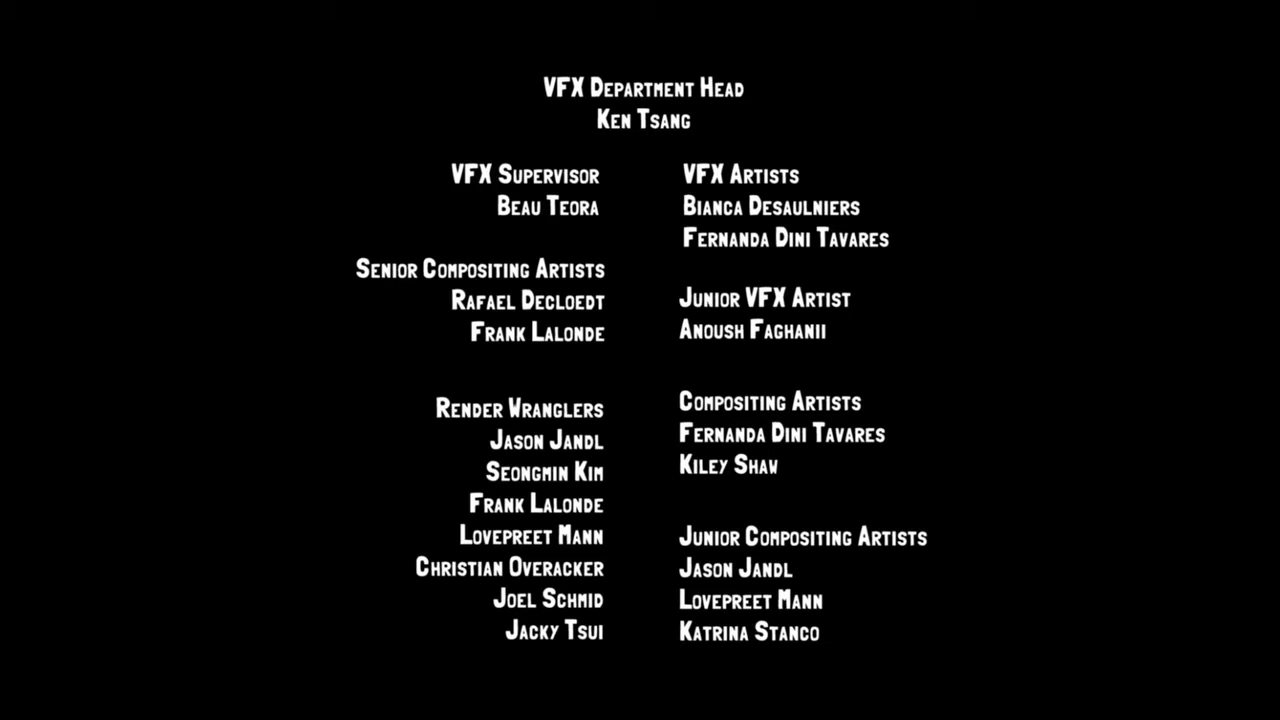 VFX Department Head
Ken Tsang
VFX Supervisor
Beau Teora
Senior Compositing Artists
Rafael Decloedt
Frank Lalonde
Render Wranglers
Jason Jandl
Seongmin Kim
Frank Lalonde
Lovepreet Mann
Christian Overacker
Joel Schmid
Jacky Tsui
VFX Artists
Bianca Desaulniers
Fernanda Dini Tavares
Junior VFX Artist
Anoush Faghanii
Compositing Artists
Fernanda Dini Tavares
Kiley Shaw
Junior Compositing Artists
Jason Jandl
Lovepreet Mann
Katrina Stanco